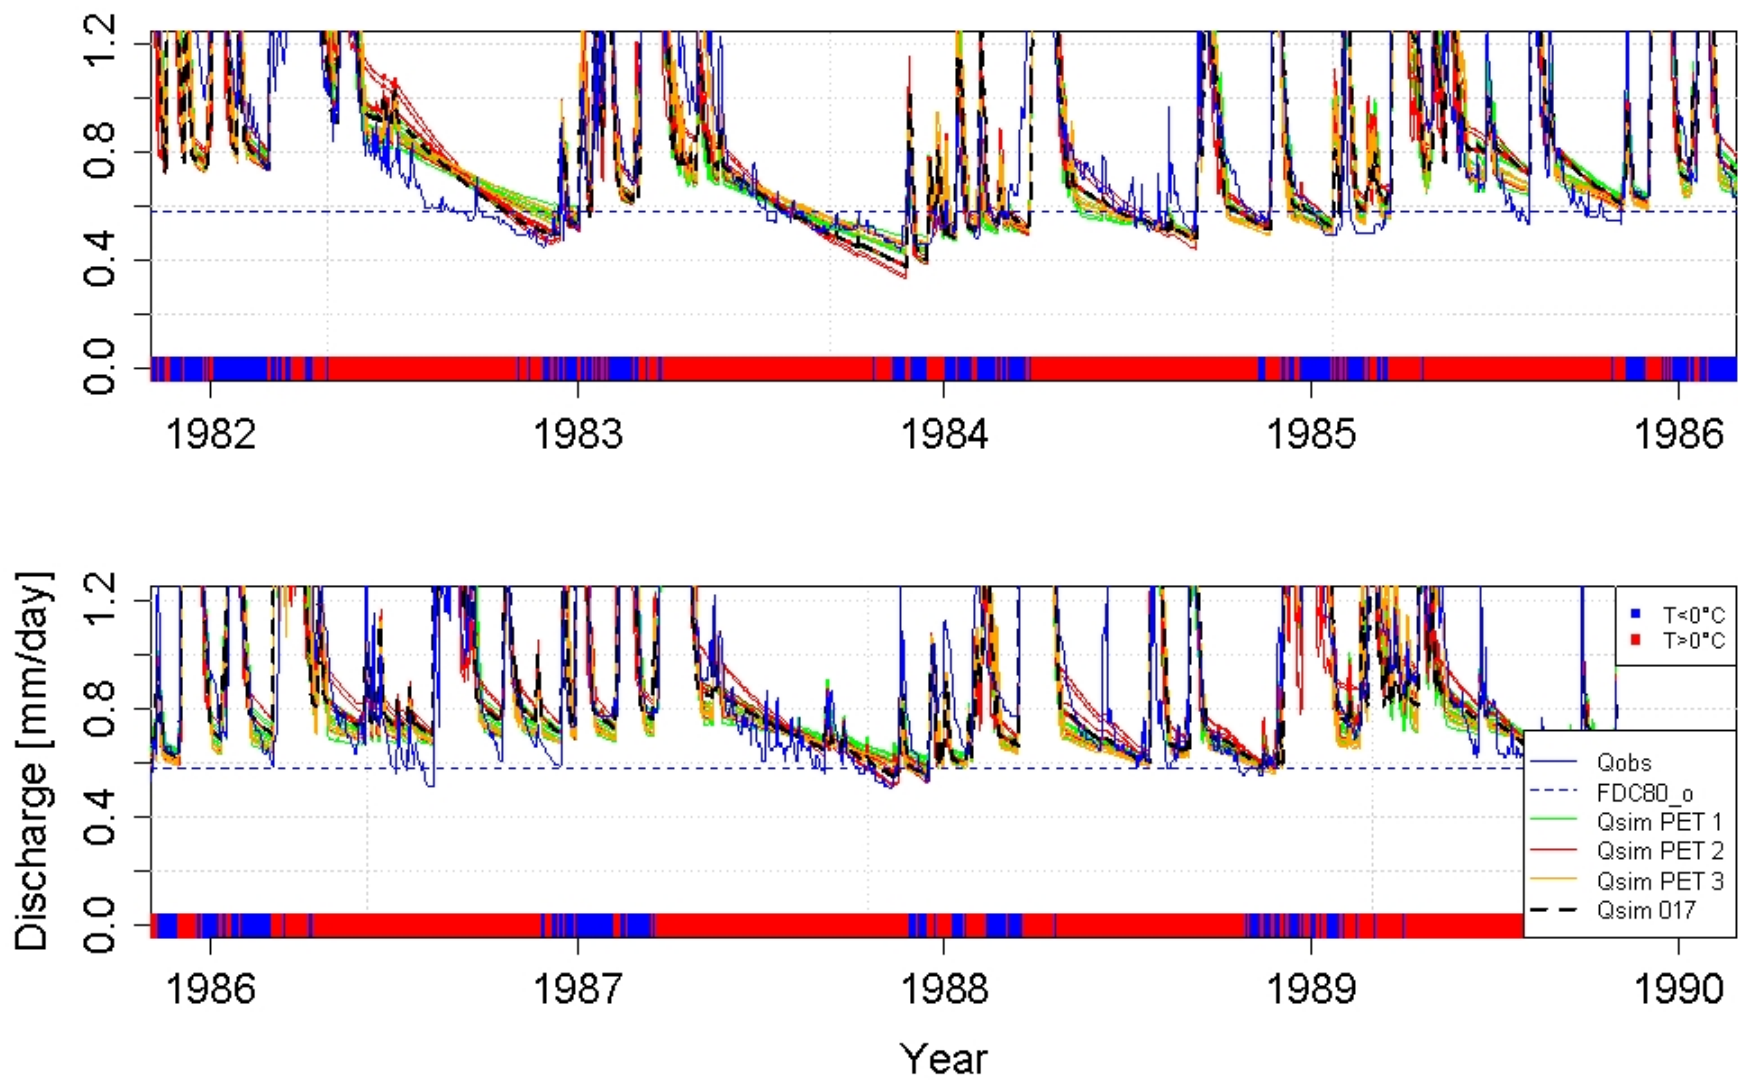 1.2
0.8
0.4
0.0
1982 1983 1984 1985 1986
Discharge [mm/day]
1.2
0.8
0.4
0.0
T<0°C
T>0°C
Qobs
FDC80_o
Qsim PET 1
Qsim PET 2
Qsim PET 3
Qsim 017
1986 1987 1988 1989 1990
Year